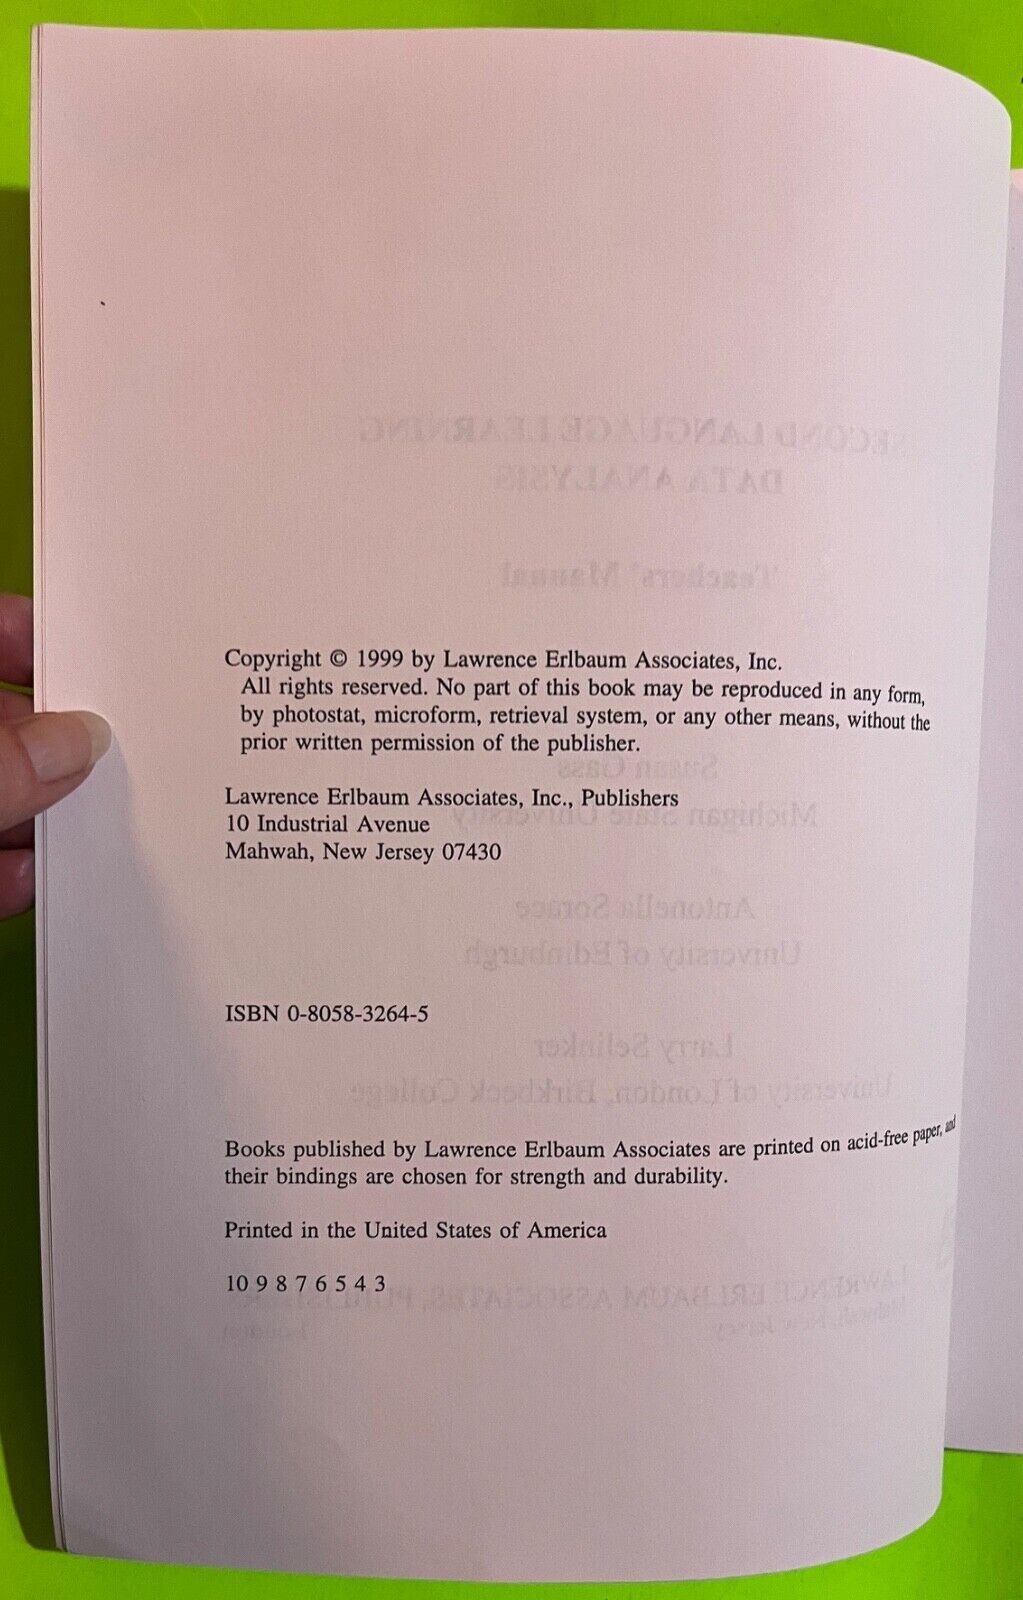 Copyright © 1999 by Lawrence Erlbaum Associates, Inc.
All rights reserved. No part of this book may be reproduced in any form,
by photostat, microform, retrieval system, or any other means, without the
prior written permission of the publisher.
Lawrence Erlbaum Associates, Inc., Publishers
10 Industrial Avenue
Mahwah, New Jersey 07430
ISBN 0-8058-3264-5
Books published by Lawrence Erlbaum Associates are printed on acid-free paper, and
their bindings are chosen for strength and durability.
Printed in the United States of America
10 9 8 7 6 5 4 3